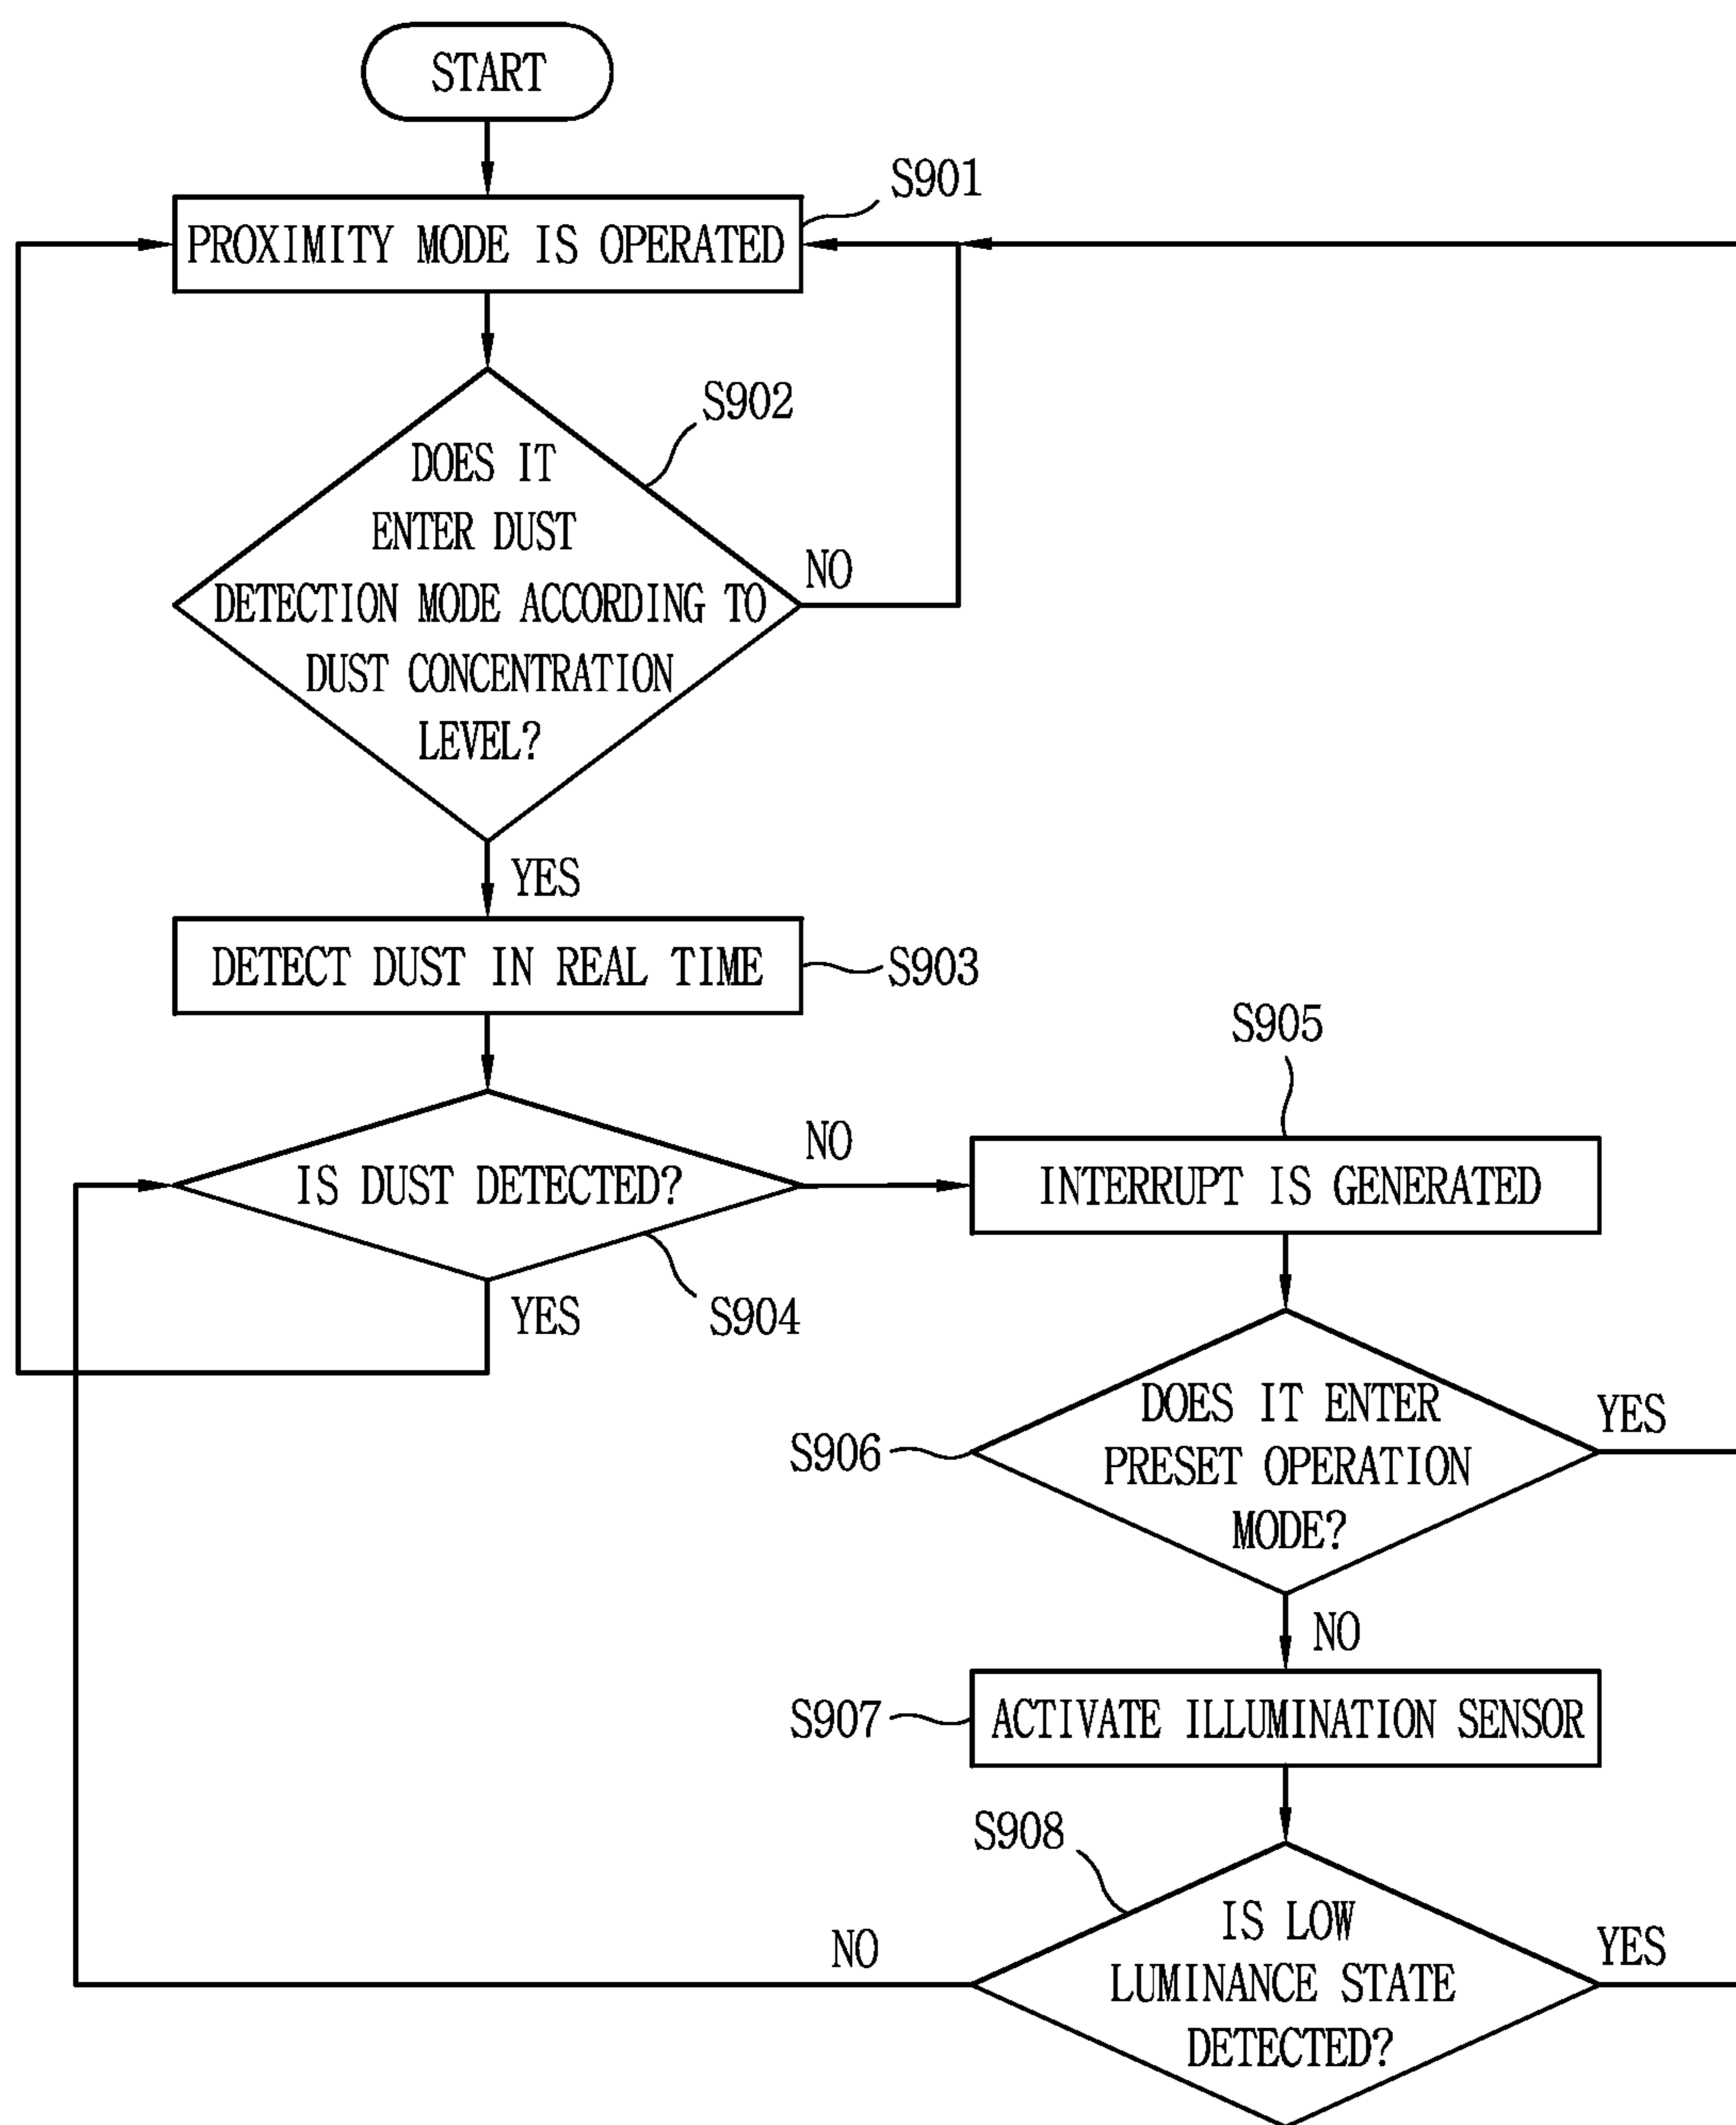 START
S901
PROXIMITY MODE IS OPERATED
S902
DOES IT
ENTER DUST
DETECTION MODE ACCORDING TO
DUST CONCENTRATION
LEVEL?
NO
YES
DETECT DUST IN REAL TIME
S903
IS DUST DETECTED?
NO
YES
S904
S905
INTERRUPT IS GENERATED
S906
DOES IT ENTER
PRESET OPERATION
MODE?
YES
NO
S907
ACTIVATE ILLUMINATION SENSOR
S908
IS LOW
LUMINANCE STATE
DETECTED?
NO
YES